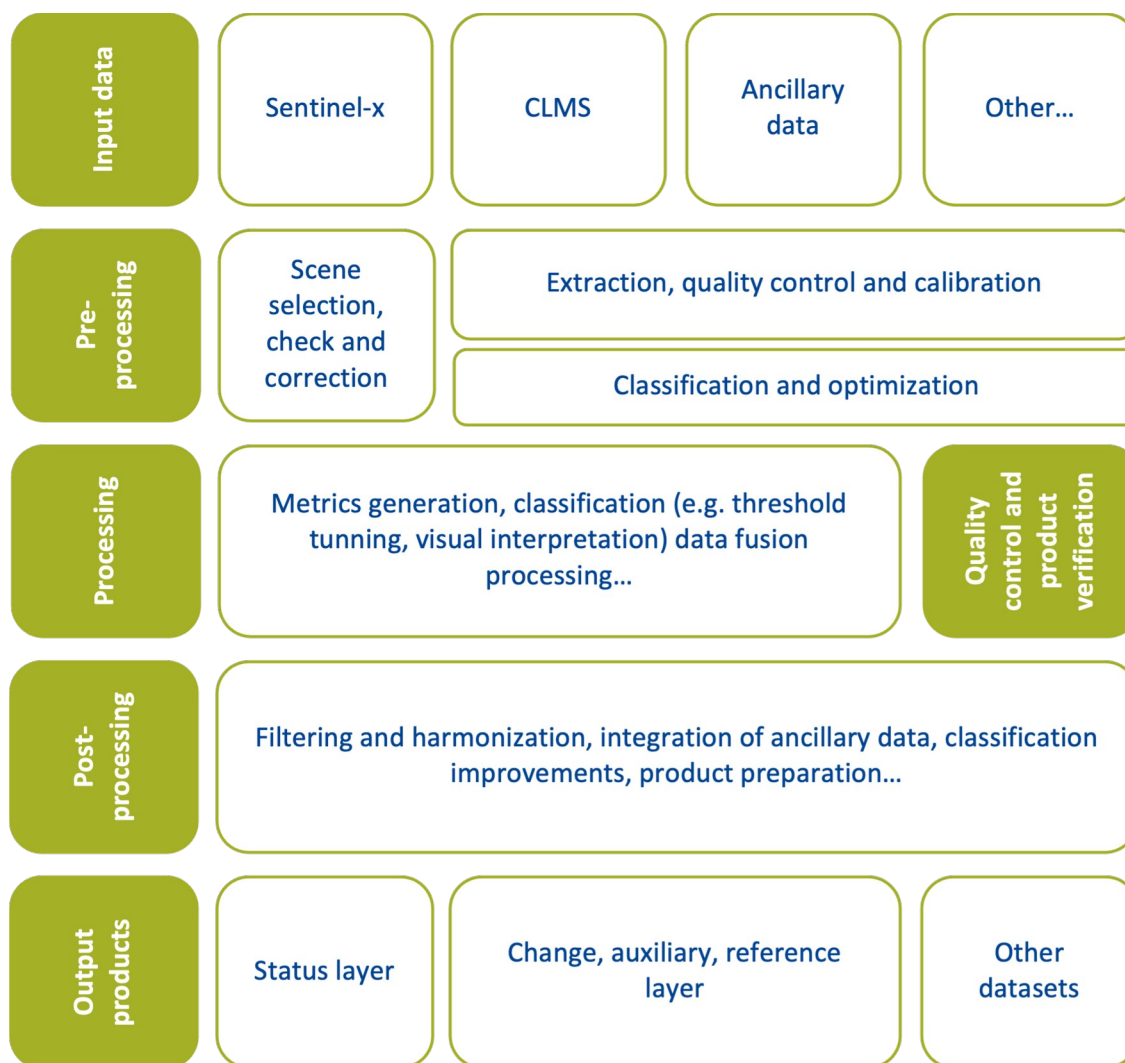 Input data
Sentinel-x
CLMS
Ancillary
data
Other…
Pre-
processing
Scene
selection,
check and
correction
Extraction, quality control and calibration
Classification and optimization
Processing
Metrics generation, classification (e.g. threshold
tunning, visual interpretation) data fusion
processing…
Quality
control and
product
verification
Post-
processing
Filtering and harmonization, integration of ancillary data, classification
improvements, product preparation…
Output
products
Status layer
Change, auxiliary, reference
layer
Other
datasets